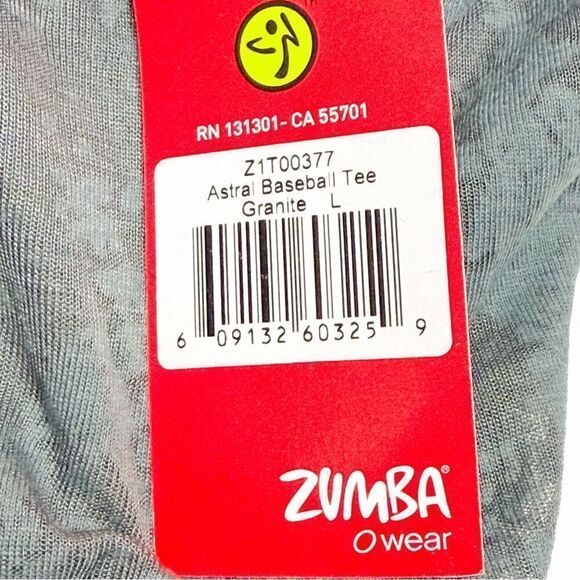 RN 131301-CA 55701
Z1T00377
Astral Baseball Tee
Granite L
6 09132 60325 9
ZUMBA®
wear